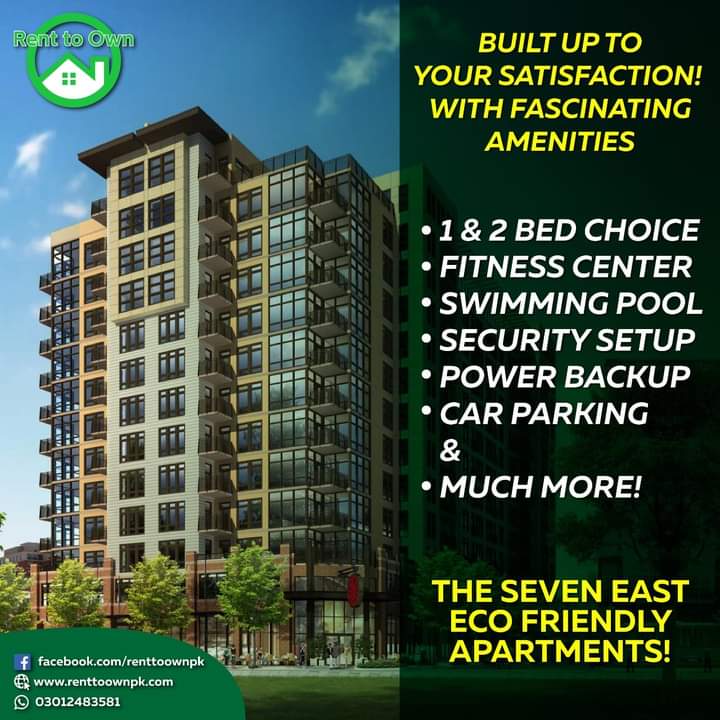 Rent to Own
BUILT UP TO
YOUR SATISFACTION!
WITH FASCINATING
AMENITIES
• 1 & 2 BED CHOICE
• FITNESS CENTER
• SWIMMING POOL
• SECURITY SETUP
• POWER BACKUP
• CAR PARKING
&
• MUCH MORE!
THE SEVEN EAST
ECO FRIENDLY
APARTMENTS!
facebook.com/renttoownpk
www.renttoownpk.com
03012483581